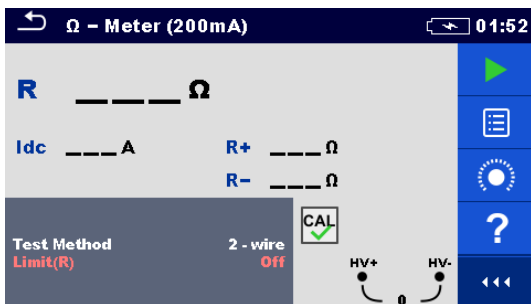 Ω – Meter (200mA) 01:52
R ___ Ω
Idc ___ A R+ ___ Ω
R– ___ Ω
CAL
Test Method 2 - wire
Limit(R) Off
HV+ HV-
Ω
?